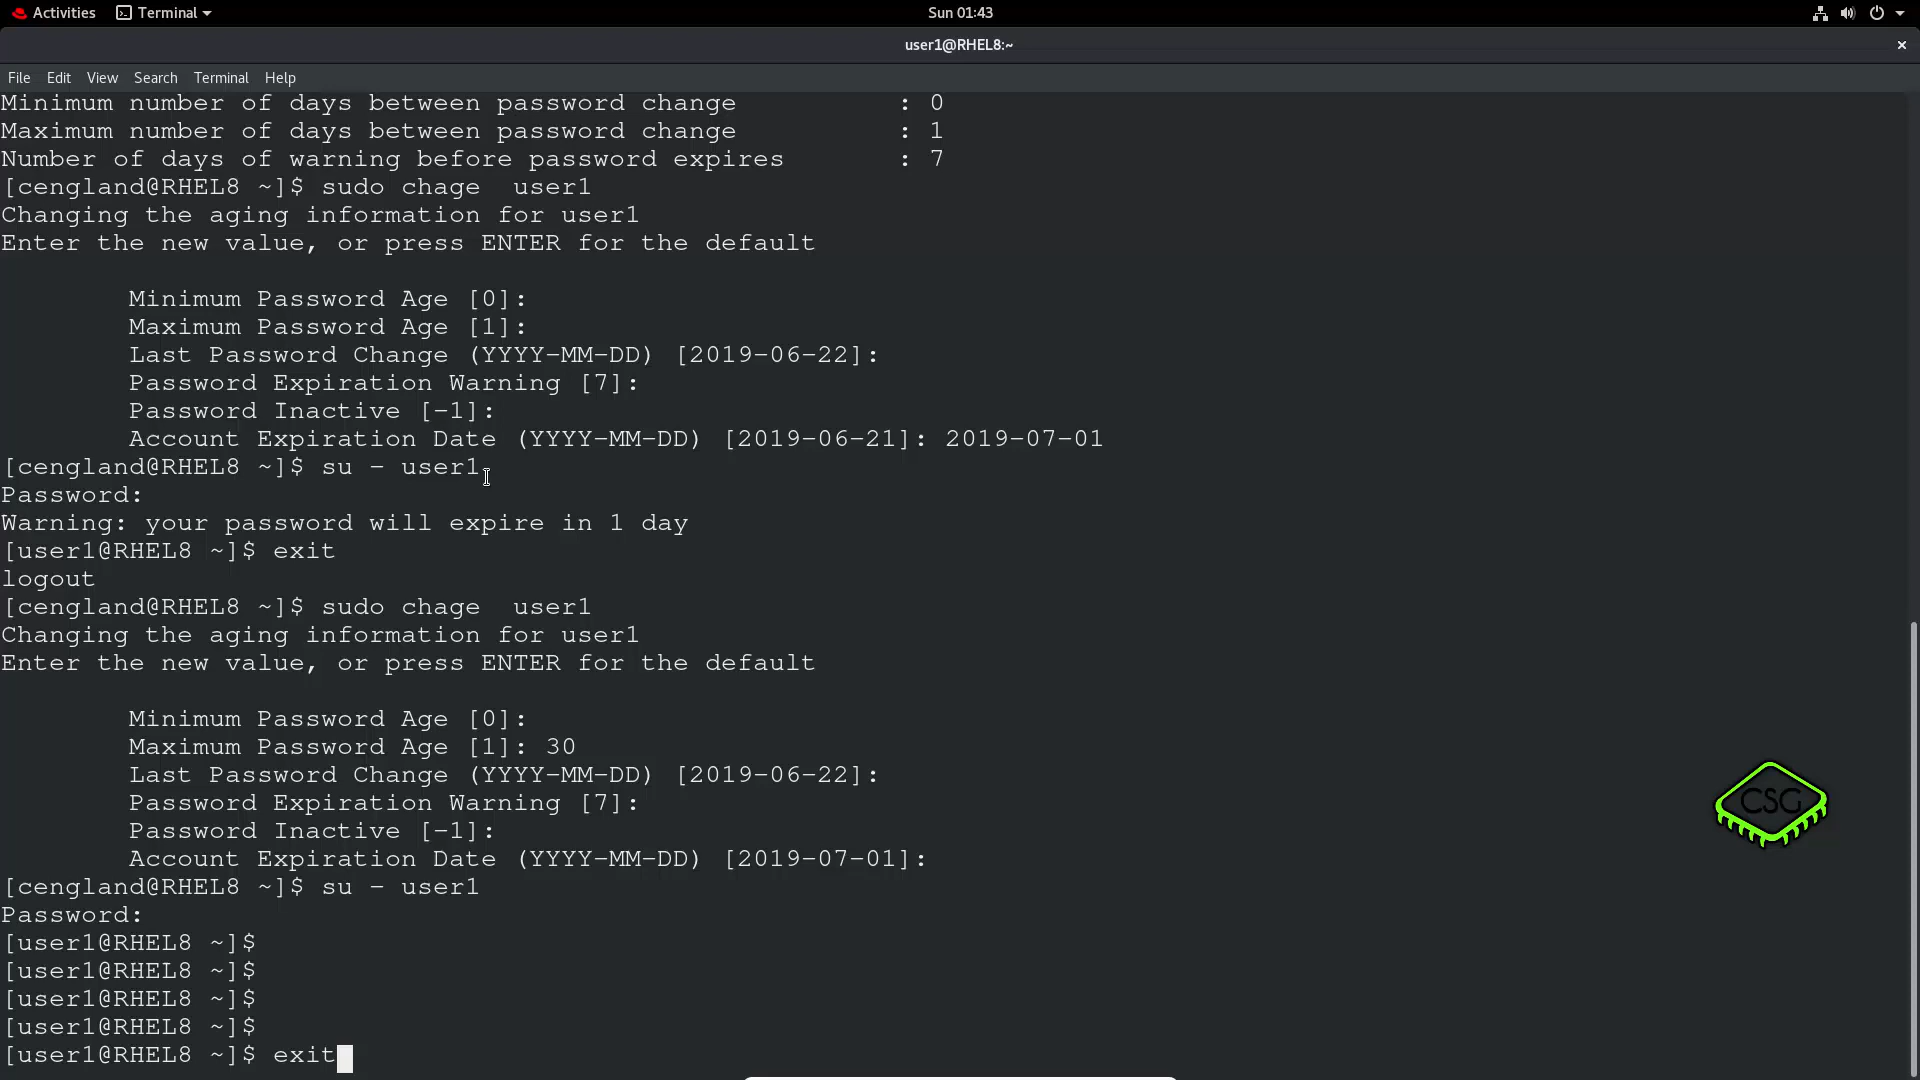 Activities Terminal Sun 01:43
user1@RHEL8:~
File Edit View Search Terminal Help
Minimum number of days between password change : 0
Maximum number of days between password change : 1
Number of days of warning before password expires : 7
[cengland@RHEL8 ~]$ sudo chage  user1
Changing the aging information for user1
Enter the new value, or press ENTER for the default
Minimum Password Age [0]:
Maximum Password Age [1]:
Last Password Change (YYYY-MM-DD) [2019-06-22]:
Password Expiration Warning [7]:
Password Inactive [-1]:
Account Expiration Date (YYYY-MM-DD) [2019-06-21]: 2019-07-01
[cengland@RHEL8 ~]$ su - user1
Password:
Warning: your password will expire in 1 day
[user1@RHEL8 ~]$ exit
logout
[cengland@RHEL8 ~]$ sudo chage  user1
Changing the aging information for user1
Enter the new value, or press ENTER for the default
Minimum Password Age [0]:
Maximum Password Age [1]: 30
Last Password Change (YYYY-MM-DD) [2019-06-22]:
Password Expiration Warning [7]:
Password Inactive [-1]:
Account Expiration Date (YYYY-MM-DD) [2019-07-01]:
[cengland@RHEL8 ~]$ su - user1
Password:
[user1@RHEL8 ~]$
[user1@RHEL8 ~]$
[user1@RHEL8 ~]$
[user1@RHEL8 ~]$
[user1@RHEL8 ~]$ exit
CSG